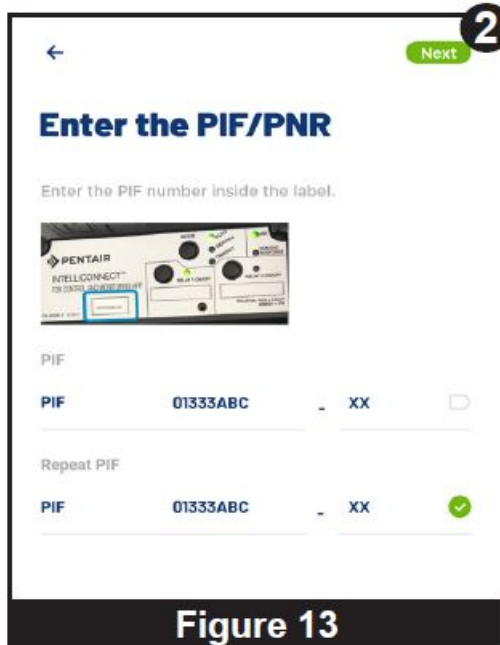 2
Next
Enter the PIF/PNR
Enter the PIF number inside the label.
PENTAIR
INTELLICONNECT™
PIF
PIF 01333ABC - XX
Repeat PIF
PIF 01333ABC - XX
Figure 13